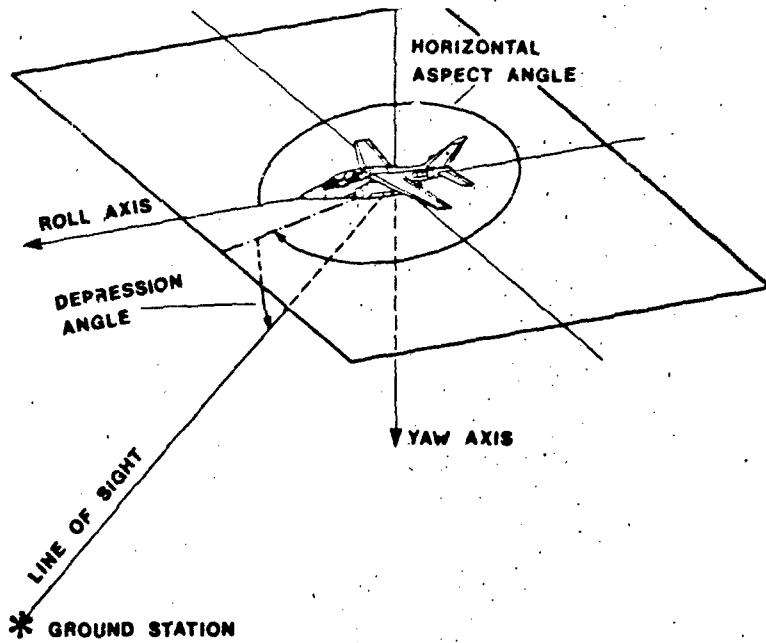 HORIZONTAL
ASPECT ANGLE
ROLL AXIS
DEPRESSION
ANGLE
YAW AXIS
LINE OF SIGHT
GROUND STATION